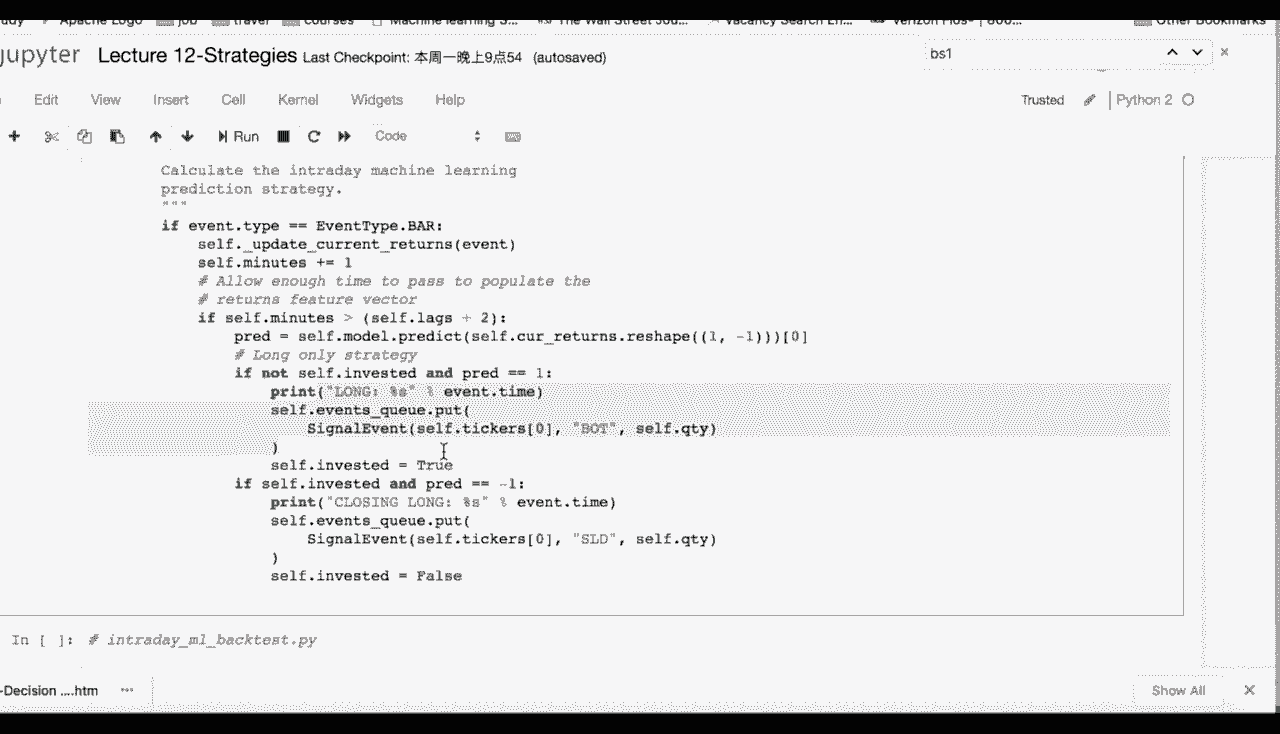 Apache Logo job travel courses Machine learning S... The Wall Street Jou... Vacancy Search En... Verizon Plus- | 800... Other Bookmarks
jupyter Lecture 12-Strategies Last Checkpoint: 本周一晚上9点54 (autosaved) bs1
Edit View Insert Cell Kernel Widgets Help Trusted Python 2
Run Code
Calculate the intraday machine learning
prediction strategy.
"""
if event.type == EventType.BAR:
self._update_current_returns(event)
self.minutes += 1
# Allow enough time to pass to populate the
# returns feature vector
if self.minutes > (self.lags + 2):
pred = self.model.predict(self.cur_returns.reshape((1, -1)))[0]
# Long only strategy
if not self.invested and pred == 1:
print("LONG: %s" % event.time)
self.events_queue.put(
SignalEvent(self.tickers[0], "BOT", self.qty)
)
self.invested = True
if self.invested and pred == -1:
print("CLOSING LONG: %s" % event.time)
self.events_queue.put(
SignalEvent(self.tickers[0], "SLD", self.qty)
)
self.invested = False
In [ ]: # intraday_ml_backtest.py
-Decision ....htm Show All